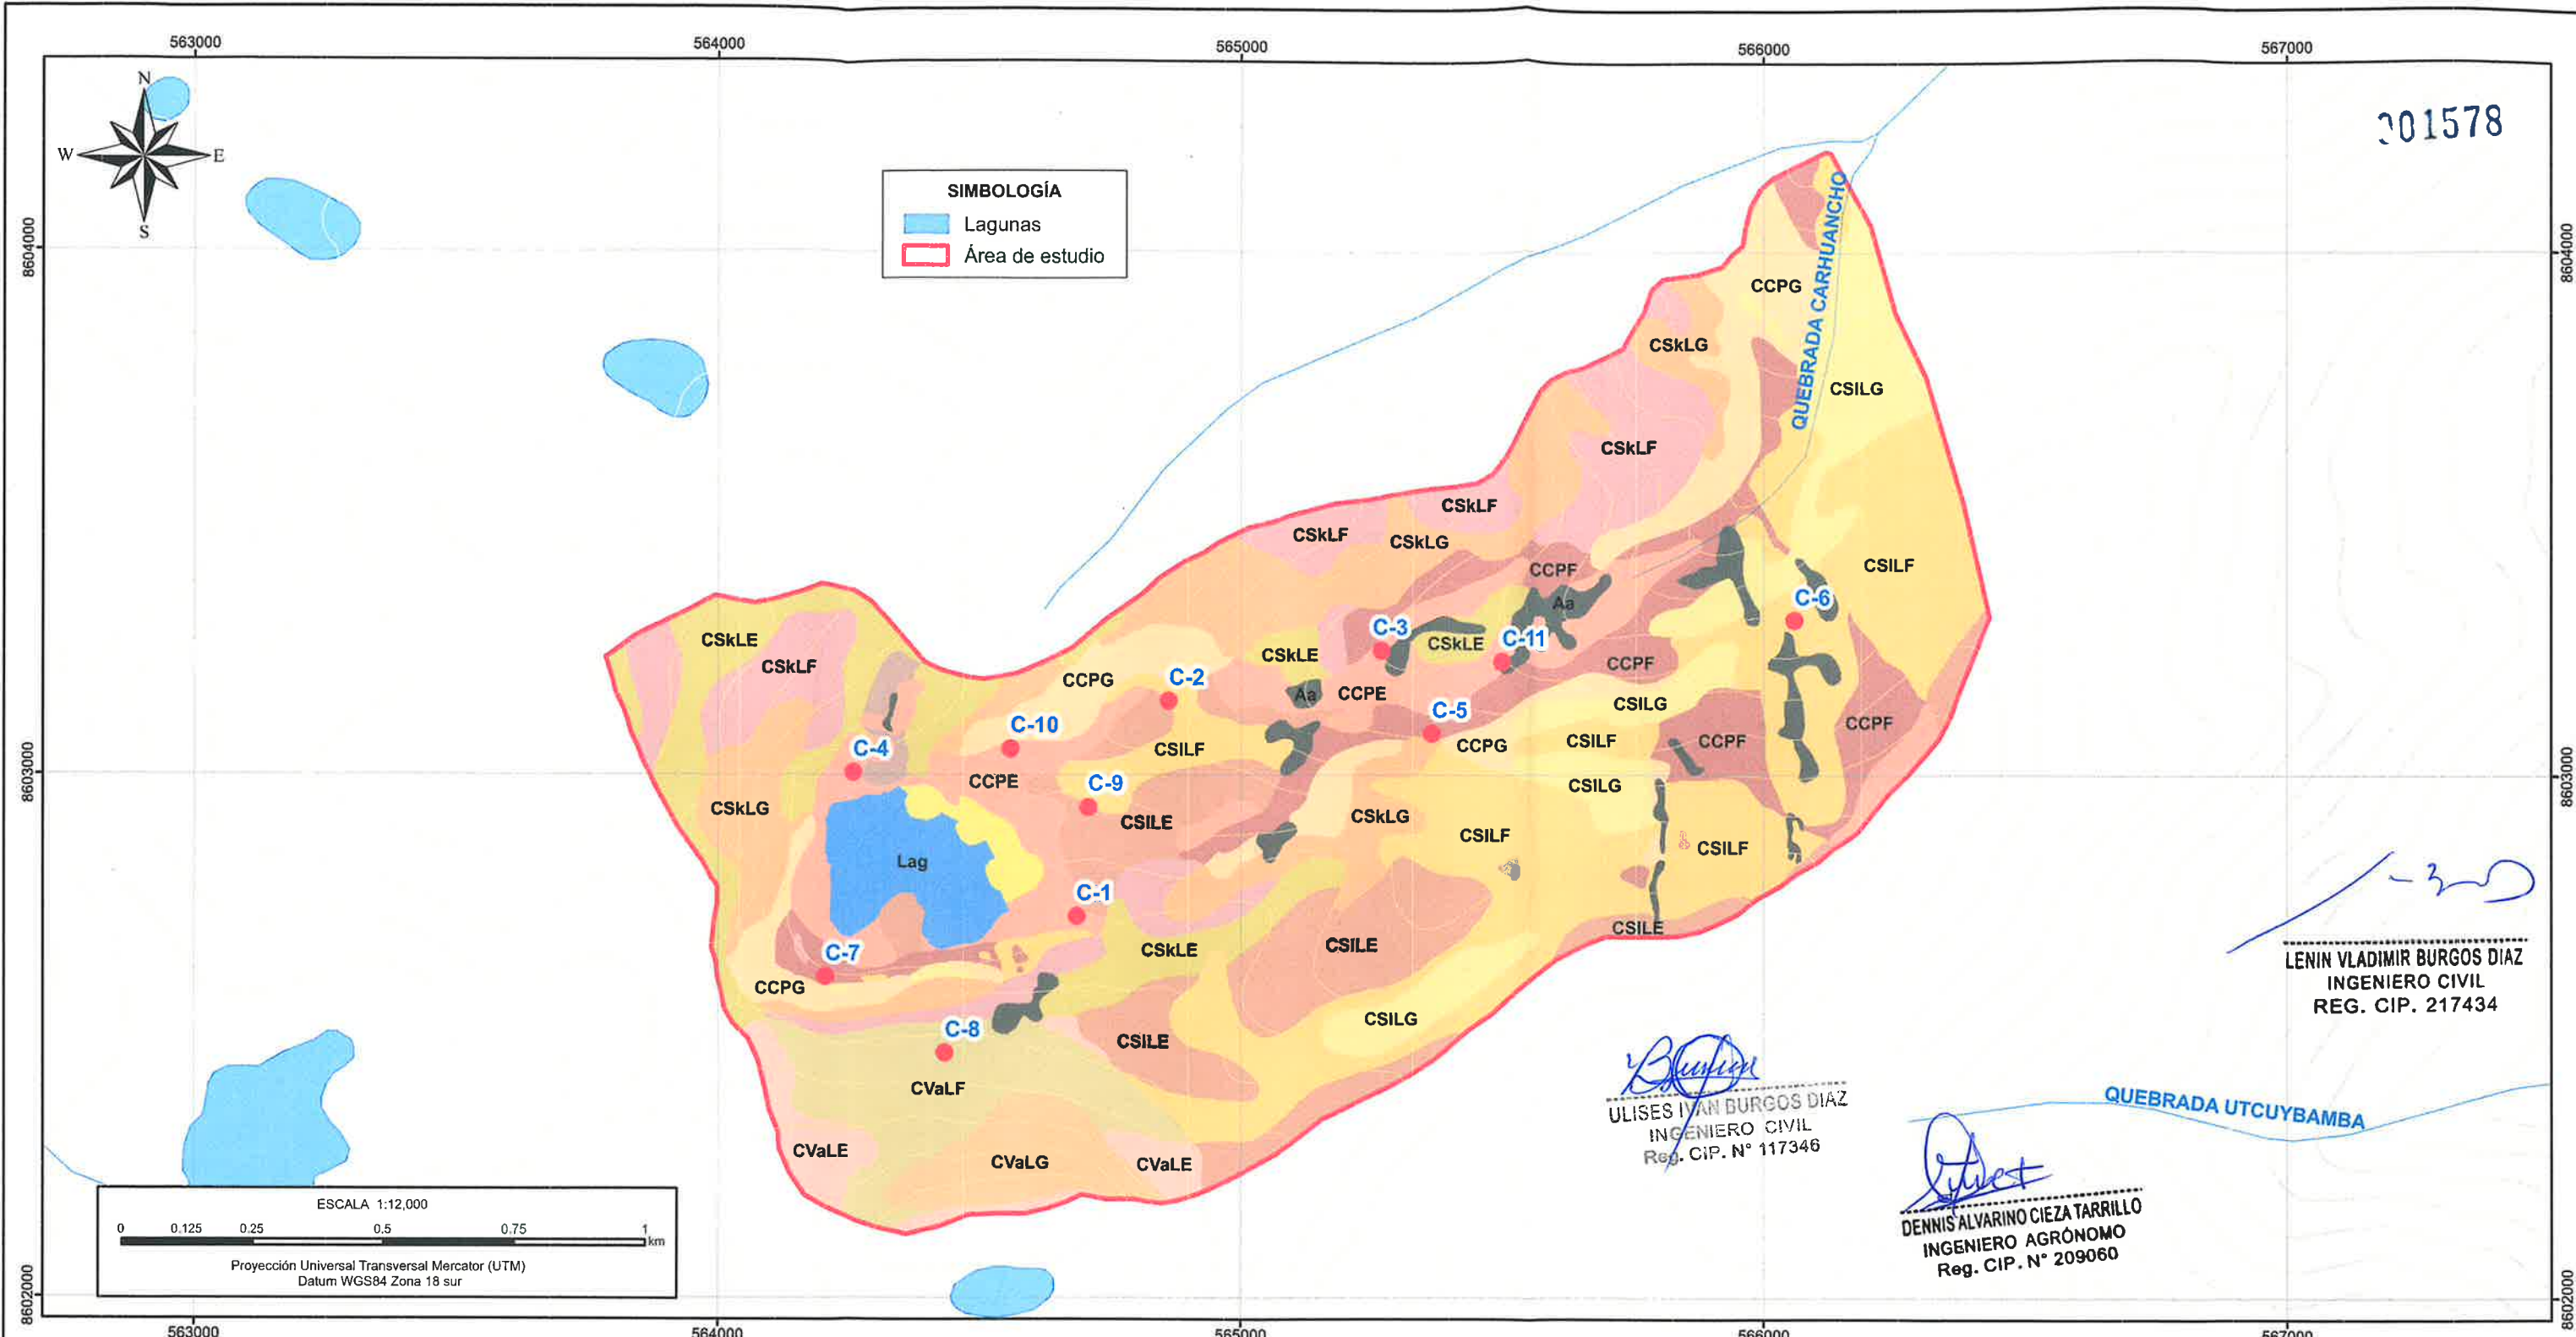 563000
564000
565000
566000
567000
N
W
E
S
001578
SIMBOLOGÍA
Lagunas
Área de estudio
8604000
8604000
QUEBRADA CARHUANCHO
CCPG
CSkLG
CSILG
CSkLF
CSkLF
CSkLF
CSkLG
CCPF
CSILF
Aa
C-6
C-3
C-11
CSkLE
CSkLE
CSkLE
CSkLF
CCPF
CCPG
C-2
Aa
CCPE
CSILG
C-5
CCPF
C-10
C-4
CSILF
CCPG
CSILF
CCPF
8603000
8603000
CCPE
C-9
CSILG
CSkLG
CSILE
CSkLG
CSILF
CSILF
Lag
C-1
CSILE
C-7
CSkLE
CSILE
CCPG
CSILG
C-8
CSILE
CVaLF
CVaLE
CVaLG
CVaLE
LENIN VLADIMIR BURGOS DIAZ
INGENIERO CIVIL
REG. CIP. 217434
ULISES IVAN BURGOS DIAZ
INGENIERO CIVIL
Reg. CIP. N° 117346
QUEBRADA UTCUYBAMBA
DENNIS ALVARINO CIEZA TARRILLO
INGENIERO AGRÓNOMO
Reg. CIP. N° 209060
ESCALA 1:12,000
0 0.125 0.25 0.5 0.75 1
km
Proyección Universal Transversal Mercator (UTM)
Datum WGS84 Zona 18 sur
8602000
8602000
563000
564000
565000
566000
567000